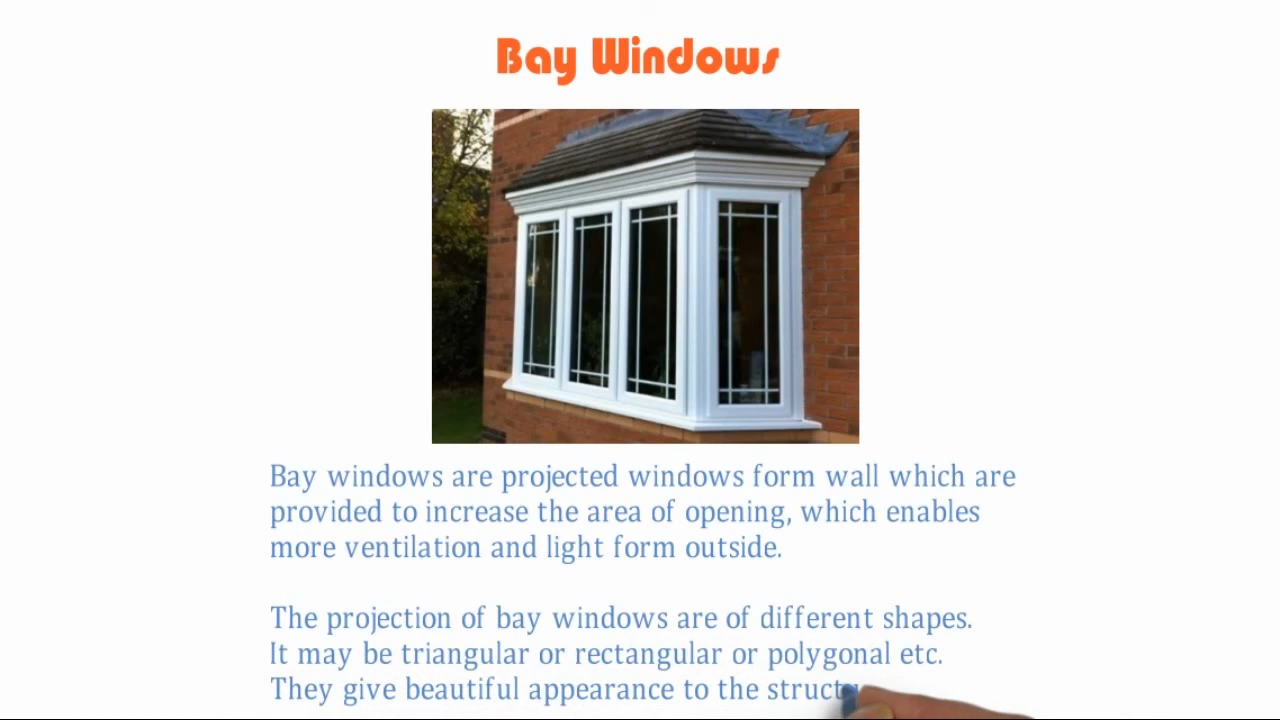 Bay Windows
Bay windows are projected windows form wall which are
provided to increase the area of opening, which enables
more ventilation and light form outside.
The projection of bay windows are of different shapes.
It may be triangular or rectangular or polygonal etc.
They give beautiful appearance to the